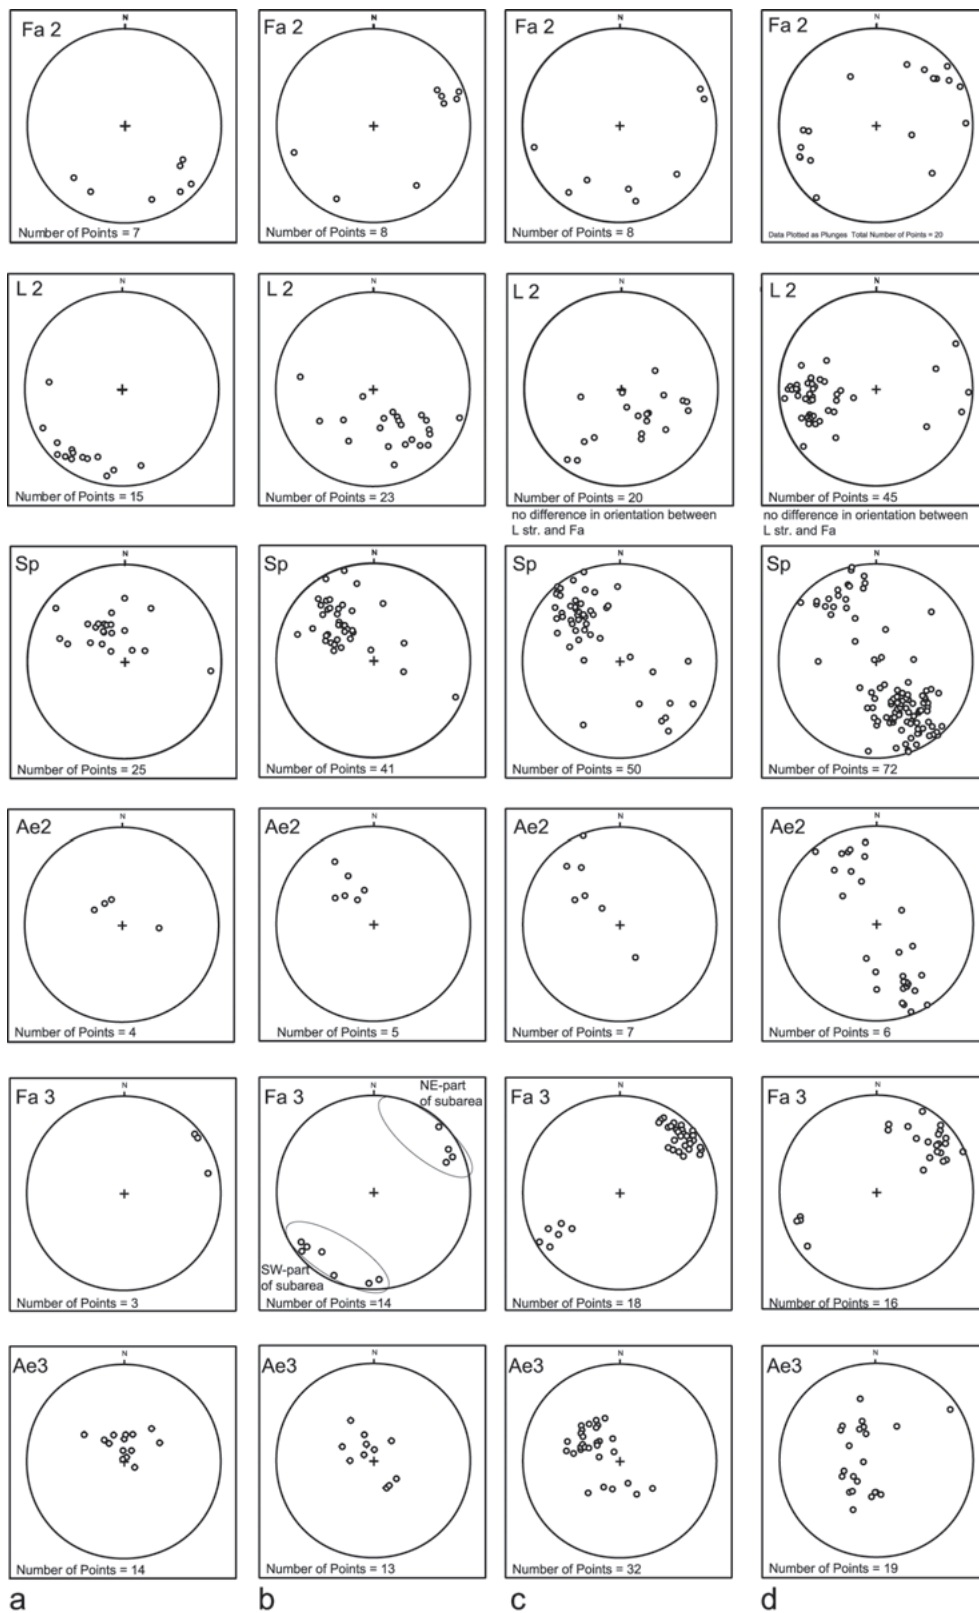 N N N N
Fa 2 Fa 2 Fa 2 Fa 2
Number of Points = 7 Number of Points = 8 Number of Points = 8 Data Plotted as Plunges Total Number of Points = 20
N N N N
L 2 L 2 L 2 L 2
Number of Points = 15 Number of Points = 23 Number of Points = 20 Number of Points = 45
no difference in orientation between no difference in orientation between
L str. and Fa L str. and Fa
N N N N
Sp Sp Sp Sp
Number of Points = 25 Number of Points = 41 Number of Points = 50 Number of Points = 72
N N N N
Ae2 Ae2 Ae2 Ae2
Number of Points = 4 Number of Points = 5 Number of Points = 7 Number of Points = 6
N N N N
Fa 3 Fa 3 NE-part Fa 3 Fa 3
of subarea
SW-part
of subarea
Number of Points = 3 Number of Points =14 Number of Points = 18 Number of Points = 16
N N N N
Ae3 Ae3 Ae3 Ae3
Number of Points = 14 Number of Points = 13 Number of Points = 32 Number of Points = 19
a b c d